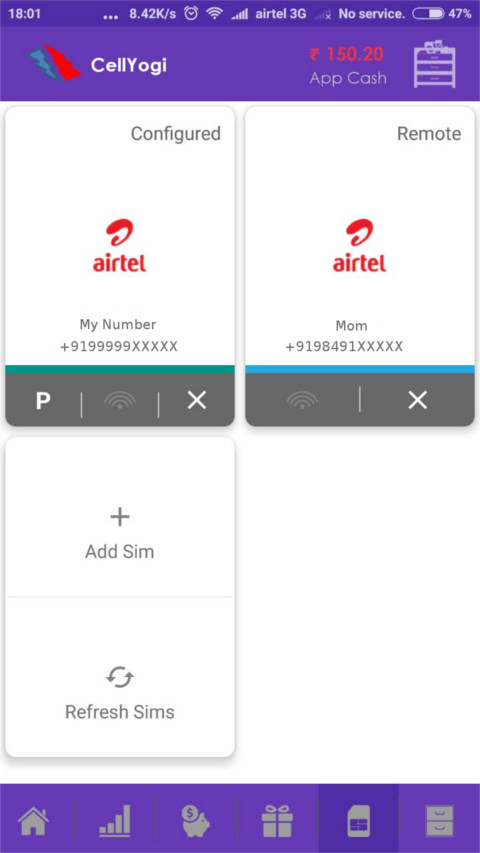 18:01 ... 8.42K/s airtel 3G No service. 47%
CellYogi
₹ 150.20
App Cash
Configured
airtel
My Number
+9199999XXXXX
P
Remote
airtel
Mom
+9198491XXXXX
Add Sim
Refresh Sims